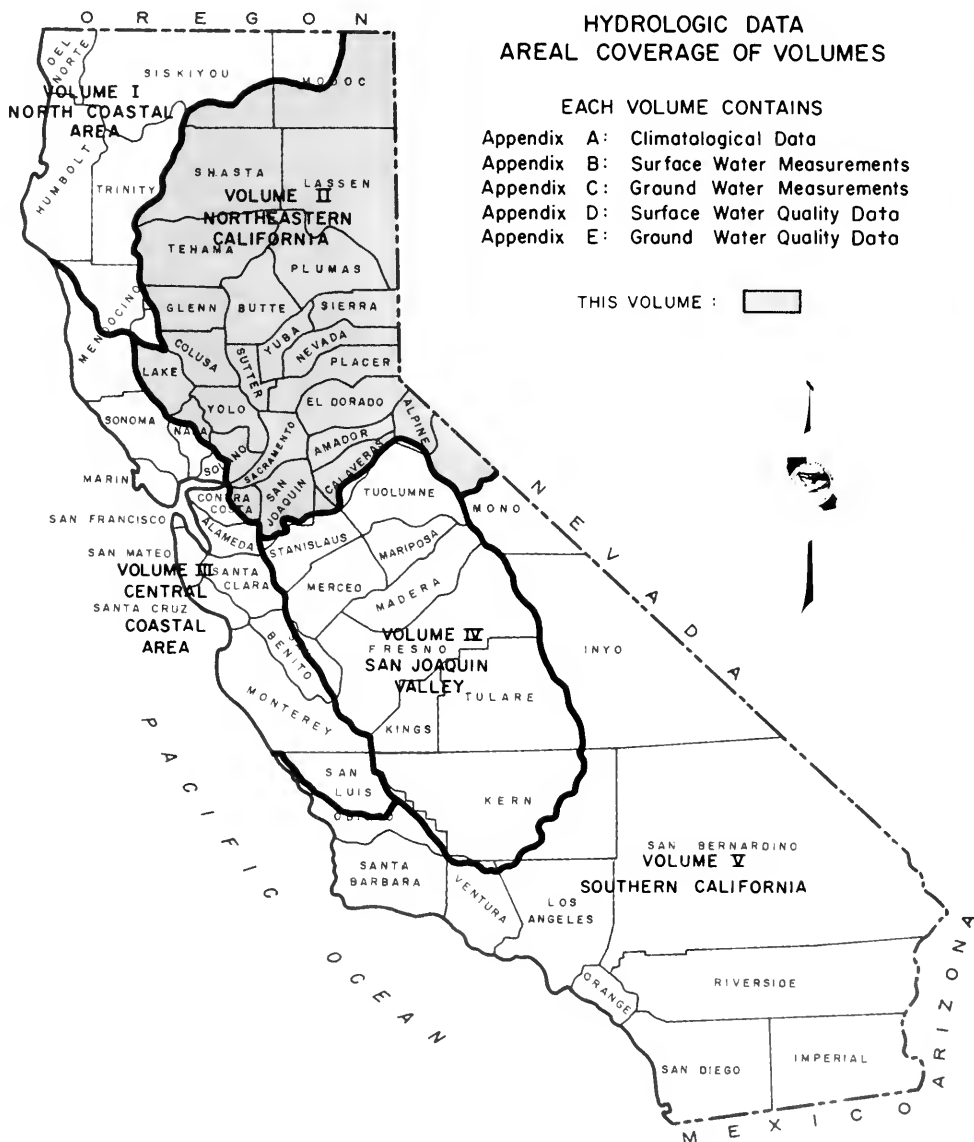 HYDROLOGIC DATA
AREAL COVERAGE OF VOLUMES
EACH VOLUME CONTAINS
Appendix A: Climatological Data
Appendix B: Surface Water Measurements
Appendix C: Ground Water Measurements
Appendix D: Surface Water Quality Data
Appendix E: Ground Water Quality Data
THIS VOLUME :
OREGON
DEL
NORTE
SISKIYOU
MODOC
VOLUME I
NORTH COASTAL
AREA
HUMBOLT
TRINITY
SHASTA
LASSEN
VOLUME II
NORTHEASTERN
CALIFORNIA
TEHAMA
PLUMAS
MENDOCINO
GLENN
BUTTE
SIERRA
YUBA
NEVADA
COLUSA
SUTTER
PLACER
LAKE
YOLO
EL DORADO
SONOMA
NAPA
SACRAMENTO
AMADOR
ALPINE
SOLANO
CALAVERAS
MARIN
CONTRA
COSTA
SAN
JOAQUIN
TUOLUMNE
MONO
NEVADA
SAN FRANCISCO
ALAMEDA
STANISLAUS
MARIPOSA
SAN MATEO
SANTA
CLARA
MERCED
MADERA
VOLUME III
CENTRAL
COASTAL
AREA
SANTA CRUZ
SAN
BENITO
VOLUME IV
SAN JOAQUIN
VALLEY
FRESNO
INYO
TULARE
MONTEREY
KINGS
PACIFIC OCEAN
SAN
LUIS
OBISPO
KERN
SAN BERNARDINO
VOLUME V
SOUTHERN CALIFORNIA
SANTA
BARBARA
VENTURA
LOS
ANGELES
ORANGE
RIVERSIDE
SAN DIEGO
IMPERIAL
ARIZONA
MEXICO